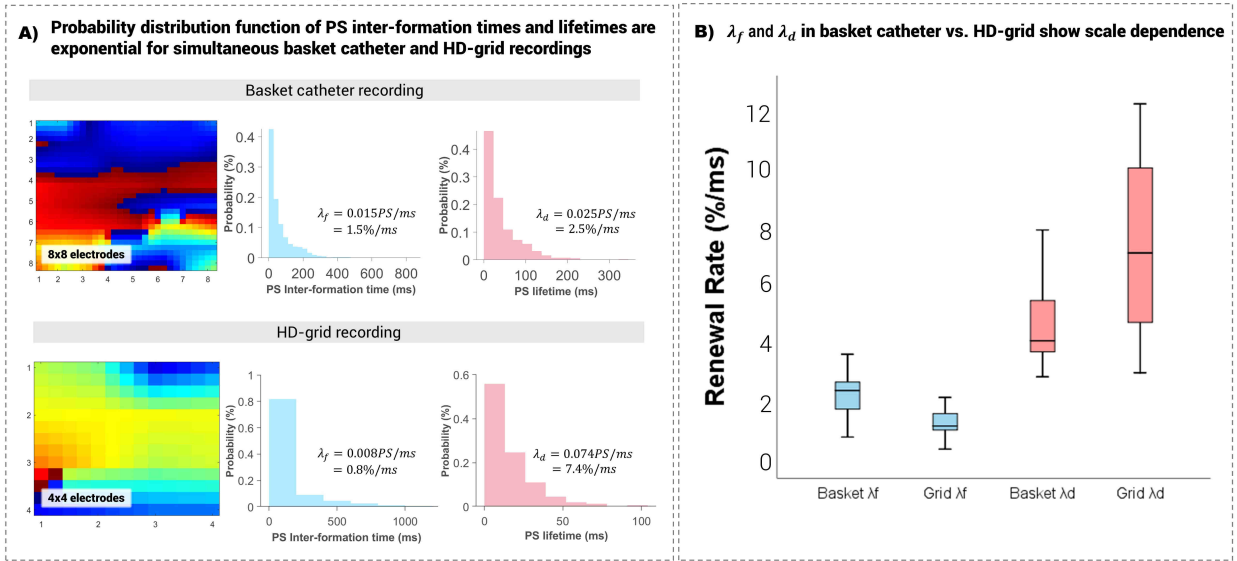 A) Probability distribution function of PS inter-formation times and lifetimes are
exponential for simultaneous basket catheter and HD-grid recordings
Basket catheter recording
1
2
3
4
5
6
7
8
8x8 electrodes
1 2 3 4 5 6 7 8
Probability (%)
0.4
0.3
0.2
0.1
0
λf = 0.015PS/ms
= 1.5%/ms
0 200 400 600 800
PS Inter-formation time (ms)
Probability (%)
0.4
0.3
0.2
0.1
0
λd = 0.025PS/ms
= 2.5%/ms
0 100 200 300
PS lifetime (ms)
HD-grid recording
1
2
3
4
4x4 electrodes
1 2 3 4
Probability (%)
1
0.8
0.6
0.4
0.2
0
λf = 0.008PS/ms
= 0.8%/ms
0 500 1000
PS Inter-formation time (ms)
Probability (%)
0.6
0.4
0.2
0
λd = 0.074PS/ms
= 7.4%/ms
0 50 100
PS lifetime (ms)
B) λf and λd in basket catheter vs. HD-grid show scale dependence
Renewal Rate (%/ms)
12
10
8
6
4
2
0
Basket λf Grid λf Basket λd Grid λd